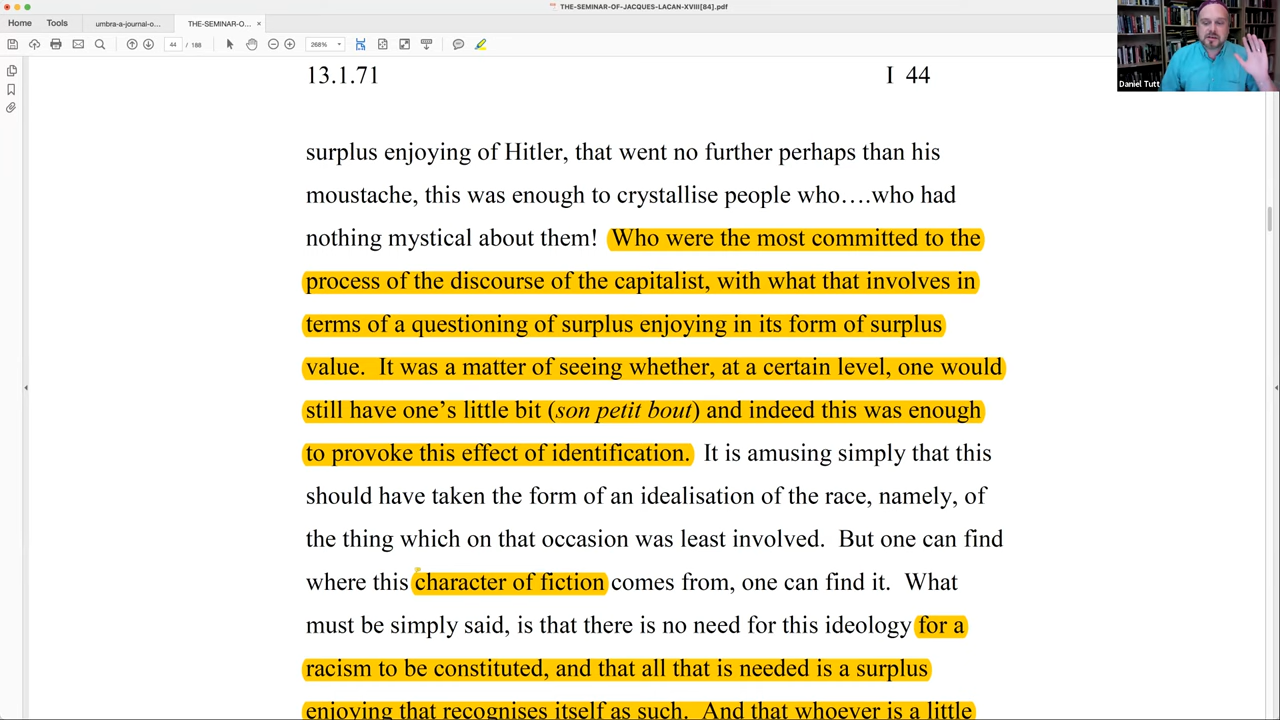 THE-SEMINAR-OF-JACQUES-LACAN-XVIII[84].pdf
Home Tools umbra-a-journal-o... THE-SEMINAR-O... ×
44 / 188 268%
Daniel Tutt
13.1.71 I 44
surplus enjoying of Hitler, that went no further perhaps than his
moustache, this was enough to crystallise people who….who had
nothing mystical about them! Who were the most committed to the
process of the discourse of the capitalist, with what that involves in
terms of a questioning of surplus enjoying in its form of surplus
value. It was a matter of seeing whether, at a certain level, one would
still have one’s little bit (son petit bout) and indeed this was enough
to provoke this effect of identification. It is amusing simply that this
should have taken the form of an idealisation of the race, namely, of
the thing which on that occasion was least involved. But one can find
where this character of fiction comes from, one can find it. What
must be simply said, is that there is no need for this ideology for a
racism to be constituted, and that all that is needed is a surplus
enjoying that recognises itself as such. And that whoever is a little